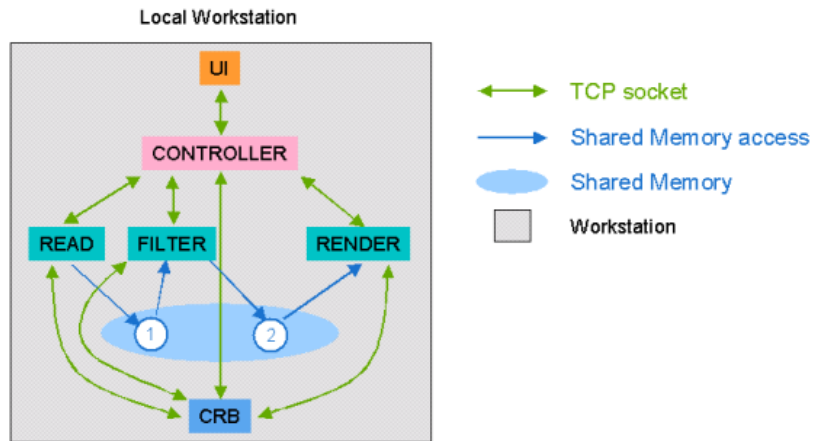 Local Workstation
UI
TCP socket
CONTROLLER
Shared Memory access
Shared Memory
Workstation
READ
FILTER
RENDER
1
2
CRB